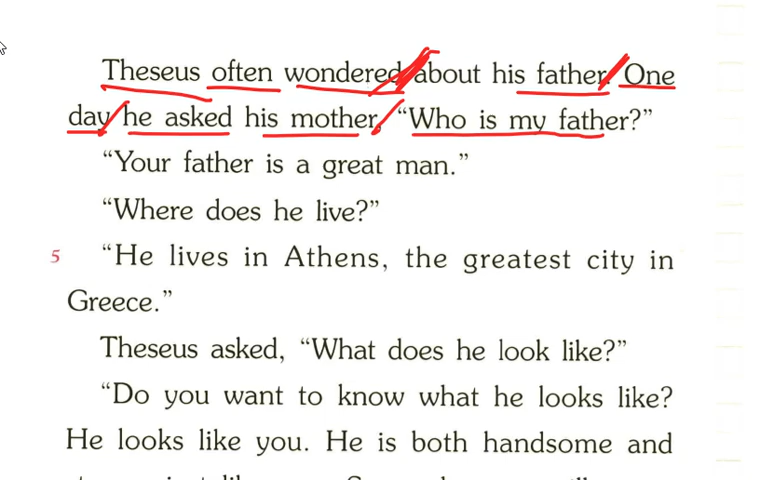 Theseus often wondered about his father. One
day, he asked his mother, “Who is my father?”
“Your father is a great man.”
“Where does he live?”
5 “He lives in Athens, the greatest city in
Greece.”
Theseus asked, “What does he look like?”
“Do you want to know what he looks like?
He looks like you. He is both handsome and